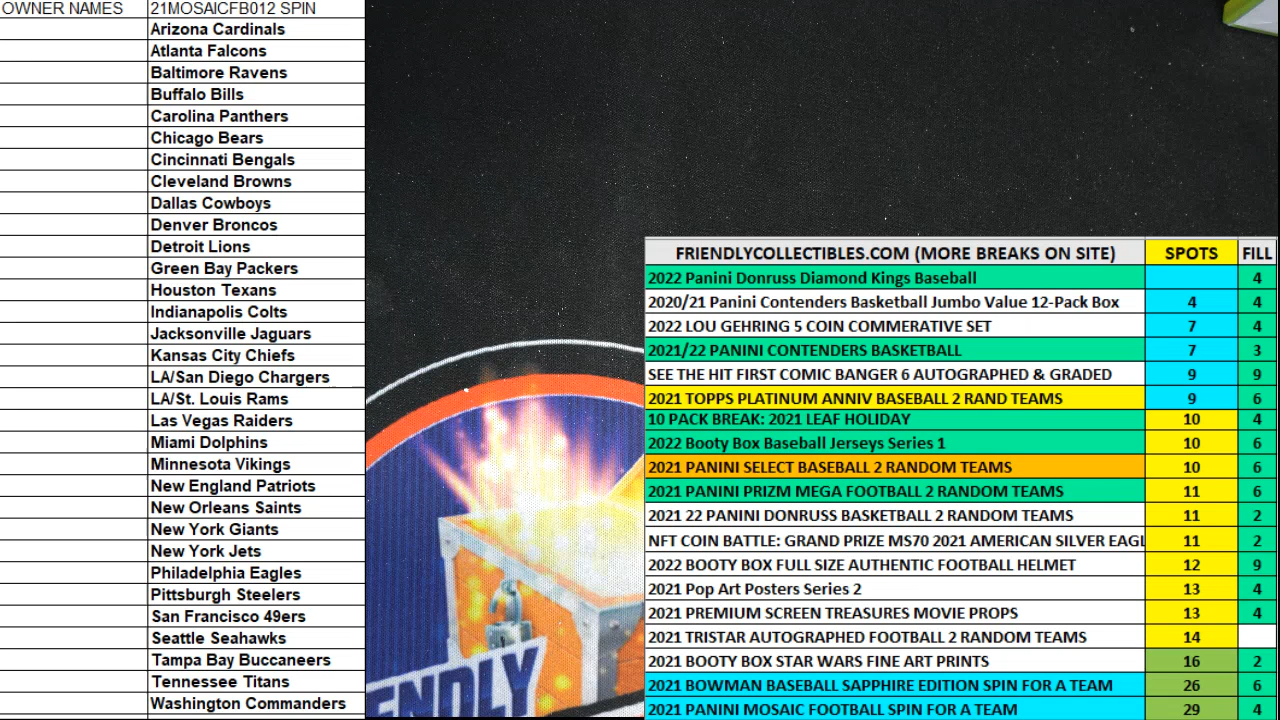 OWNER NAMES 21MOSAICFB012 SPIN
Arizona Cardinals
Atlanta Falcons
Baltimore Ravens
Buffalo Bills
Carolina Panthers
Chicago Bears
Cincinnati Bengals
Cleveland Browns
Dallas Cowboys
Denver Broncos
Detroit Lions
Green Bay Packers
Houston Texans
Indianapolis Colts
Jacksonville Jaguars
Kansas City Chiefs
LA/San Diego Chargers
LA/St. Louis Rams
Las Vegas Raiders
Miami Dolphins
Minnesota Vikings
New England Patriots
New Orleans Saints
New York Giants
New York Jets
Philadelphia Eagles
Pittsburgh Steelers
San Francisco 49ers
Seattle Seahawks
Tampa Bay Buccaneers
Tennessee Titans
Washington Commanders
ENDLY
FRIENDLYCOLLECTIBLES.COM (MORE BREAKS ON SITE) SPOTS FILL
2022 Panini Donruss Diamond Kings Baseball 4
2020/21 Panini Contenders Basketball Jumbo Value 12-Pack Box 4 4
2022 LOU GEHRING 5 COIN COMMERATIVE SET 7 4
2021/22 PANINI CONTENDERS BASKETBALL 7 3
SEE THE HIT FIRST COMIC BANGER 6 AUTOGRAPHED & GRADED 9 9
2021 TOPPS PLATINUM ANNIV BASEBALL 2 RAND TEAMS 9 6
10 PACK BREAK: 2021 LEAF HOLIDAY 10 4
2022 Booty Box Baseball Jerseys Series 1 10 6
2021 PANINI SELECT BASEBALL 2 RANDOM TEAMS 10 6
2021 PANINI PRIZM MEGA FOOTBALL 2 RANDOM TEAMS 11 6
2021 22 PANINI DONRUSS BASKETBALL 2 RANDOM TEAMS 11 2
NFT COIN BATTLE: GRAND PRIZE MS70 2021 AMERICAN SILVER EAGL 11 2
2022 BOOTY BOX FULL SIZE AUTHENTIC FOOTBALL HELMET 12 9
2021 Pop Art Posters Series 2 13 4
2021 PREMIUM SCREEN TREASURES MOVIE PROPS 13 4
2021 TRISTAR AUTOGRAPHED FOOTBALL 2 RANDOM TEAMS 14
2021 BOOTY BOX STAR WARS FINE ART PRINTS 16 2
2021 BOWMAN BASEBALL SAPPHIRE EDITION SPIN FOR A TEAM 26 6
2021 PANINI MOSAIC FOOTBALL SPIN FOR A TEAM 29 4